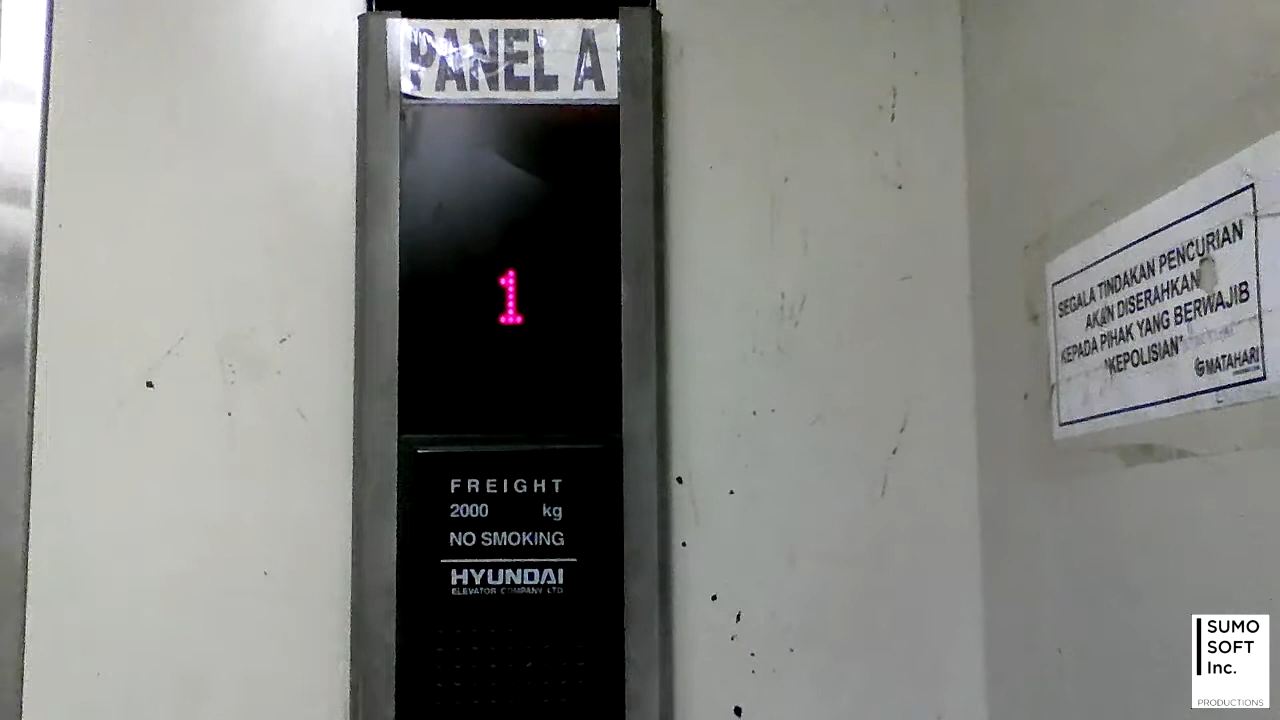 PANEL A
1
FREIGHT
2000 kg
NO SMOKING
HYUNDAI
ELEVATOR COMPANY LTD
SEGALA TINDAKAN PENCURIAN
AKAN DISERAHKAN
KEPADA PIHAK YANG BERWAJIB
"KEPOLISIAN"
MATAHARI
SUMO
SOFT
Inc.
PRODUCTIONS